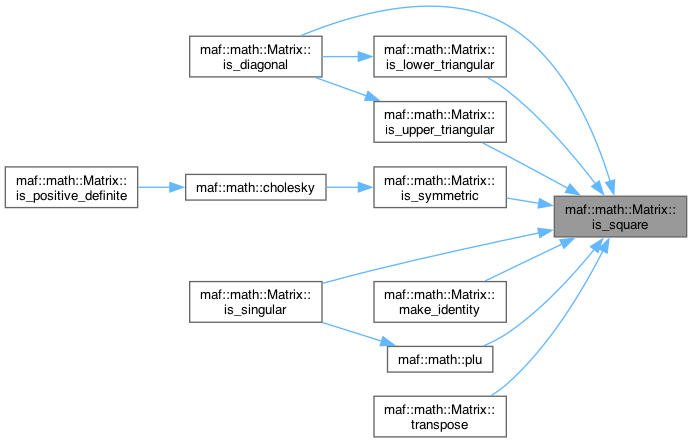 maf::math::Matrix::
is_diagonal
maf::math::Matrix::
is_lower_triangular
maf::math::Matrix::
is_upper_triangular
maf::math::Matrix::
is_positive_definite
maf::math::cholesky
maf::math::Matrix::
is_symmetric
maf::math::Matrix::
is_square
maf::math::Matrix::
is_singular
maf::math::Matrix::
make_identity
maf::math::plu
maf::math::Matrix::
transpose